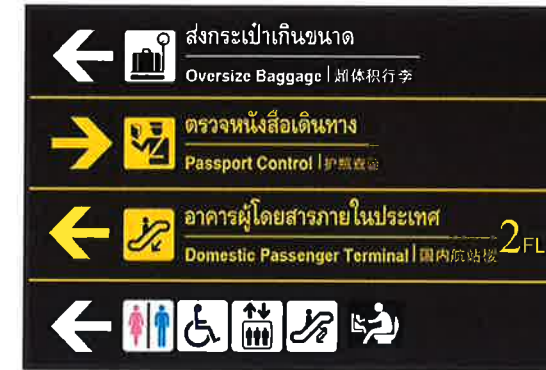 ส่งกระเป๋าเกินขนาด
Oversize Baggage | 超体积行李
ตรวจหนังสือเดินทาง
Passport Control | 护照查验
อาคารผู้โดยสารภายในประเทศ
Domestic Passenger Terminal | 国内航站楼
2FL